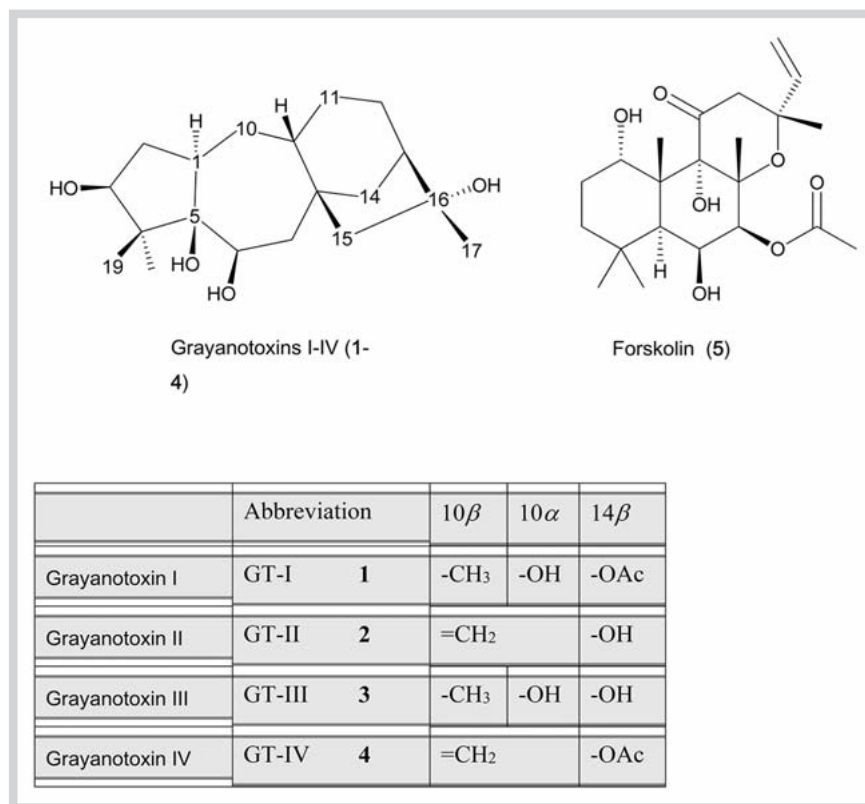 H
11
H
10
O
OH
1
HO
14
OH
16
O
O
5
15
17
OH
O
19
HO
HO
H
OH
Grayanotoxins I-IV (1-
4)
Forskolin (5)
Abbreviation 10β 10α 14β
Grayanotoxin I GT-I 1 -CH₃ -OH -OAc
Grayanotoxin II GT-II 2 =CH₂ -OH
Grayanotoxin III GT-III 3 -CH₃ -OH -OH
Grayanotoxin IV GT-IV 4 =CH₂ -OAc